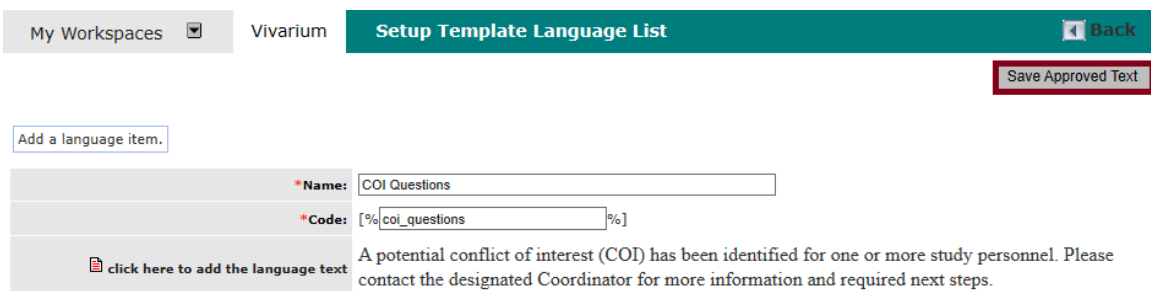 My Workspaces Vivarium Setup Template Language List Back
Save Approved Text
Add a language item.
*Name: COI Questions
*Code: [% coi_questions %]
click here to add the language text
A potential conflict of interest (COI) has been identified for one or more study personnel. Please
contact the designated Coordinator for more information and required next steps.